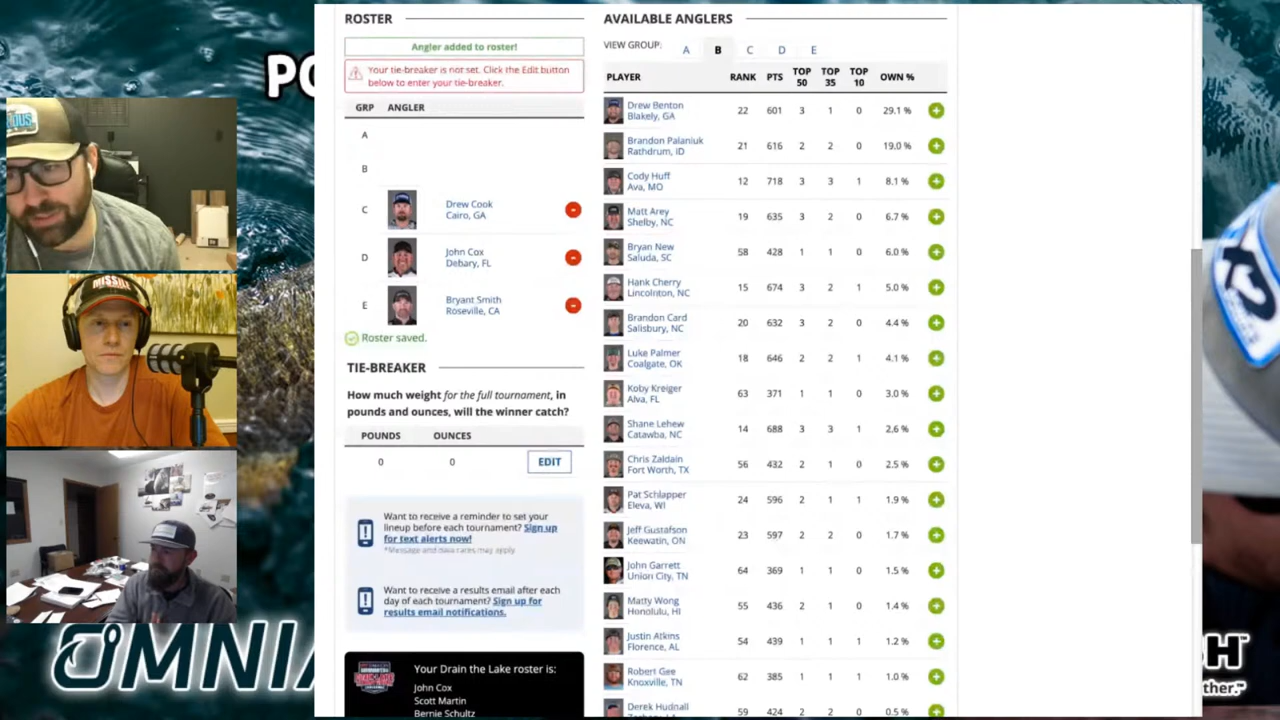 PO
ROSTER
Angler added to roster!
Your tie-breaker is not set. Click the Edit button
below to enter your tie-breaker.
GRP ANGLER
A
B
C Drew Cook
Cairo, GA
D John Cox
Debary, FL
E Bryant Smith
Roseville, CA
Roster saved.
TIE-BREAKER
How much weight for the full tournament, in
pounds and ounces, will the winner catch?
POUNDS OUNCES
0 0 EDIT
Want to receive a reminder to set your
lineup before each tournament? Sign up
for text alerts now!
*Message and data rates may apply
Want to receive a results email after each
day of each tournament? Sign up for
results email notifications.
Your Drain the Lake roster is:
John Cox
Scott Martin
Bernie Schultz
AVAILABLE ANGLERS
VIEW GROUP: A B C D E
PLAYER RANK PTS TOP 50 TOP 35 TOP 10 OWN %
Drew Benton
Blakely, GA 22 601 3 1 0 29.1 %
Brandon Palaniuk
Rathdrum, ID 21 616 2 2 0 19.0 %
Cody Huff
Ava, MO 12 718 3 3 1 8.1 %
Matt Arey
Shelby, NC 19 635 3 2 0 6.7 %
Bryan New
Saluda, SC 58 428 1 1 0 6.0 %
Hank Cherry
Lincolnton, NC 15 674 3 2 1 5.0 %
Brandon Card
Salisbury, NC 20 632 3 2 0 4.4 %
Luke Palmer
Coalgate, OK 18 646 2 2 1 4.1 %
Koby Kreiger
Alva, FL 63 371 1 1 0 3.0 %
Shane Lehew
Catawba, NC 14 688 3 3 1 2.6 %
Chris Zaldain
Fort Worth, TX 56 432 2 1 0 2.5 %
Pat Schlapper
Eleva, WI 24 596 2 1 1 1.9 %
Jeff Gustafson
Keewatin, ON 23 597 2 2 0 1.7 %
John Garrett
Union City, TN 64 369 1 1 0 1.5 %
Matty Wong
Honolulu, HI 55 436 2 1 0 1.4 %
Justin Atkins
Florence, AL 54 439 1 1 1 1.2 %
Robert Gee
Knoxville, TN 62 385 1 1 1 1.0 %
Derek Hudnall
59 424 2 2 0 0.5 %
MISSILE
OMNIA
H™
ther.™